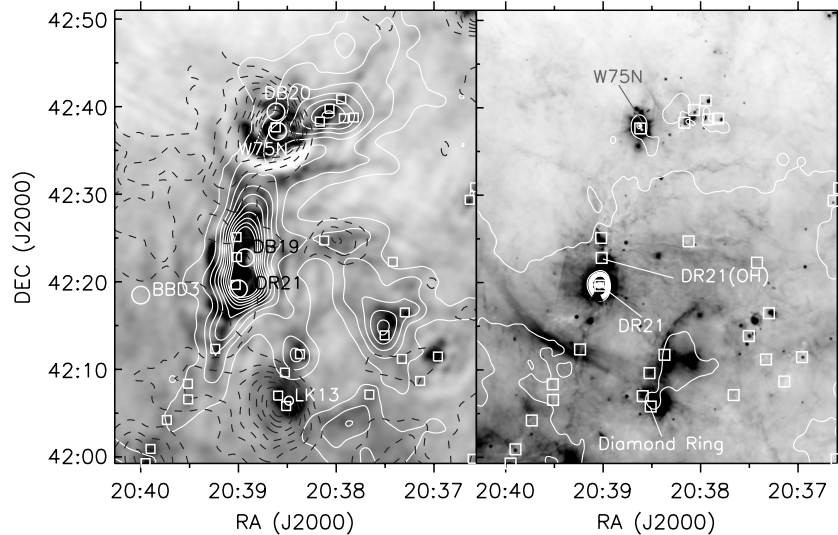 42:50
42:40
42:30
42:20
42:10
42:00
DEC (J2000)
DB20
W75N
DB19
DR21
BBD3
LK13
20:40
20:39
20:38
20:37
RA (J2000)
W75N
DR21(OH)
DR21
Diamond Ring
20:40
20:39
20:38
20:37
RA (J2000)